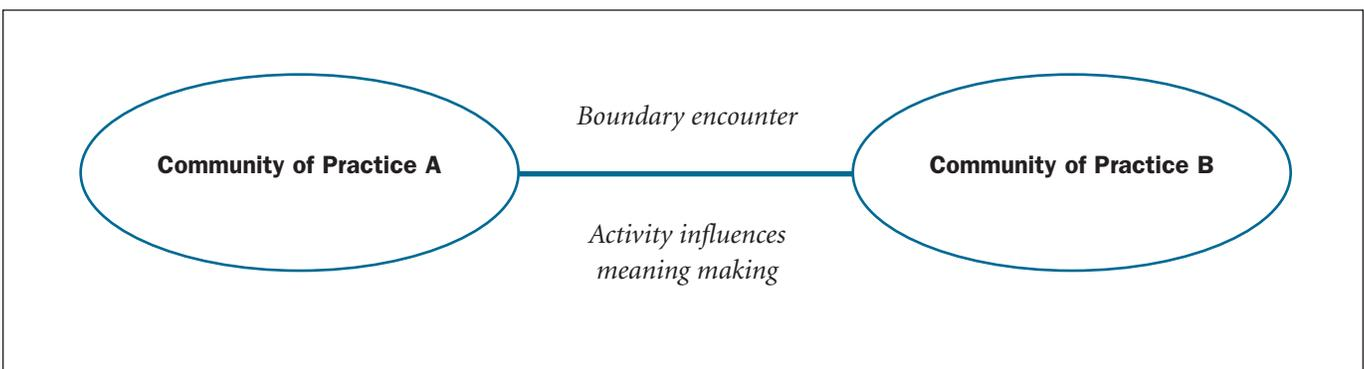 Boundary encounter
Community of Practice A
Community of Practice B
Activity influences
meaning making